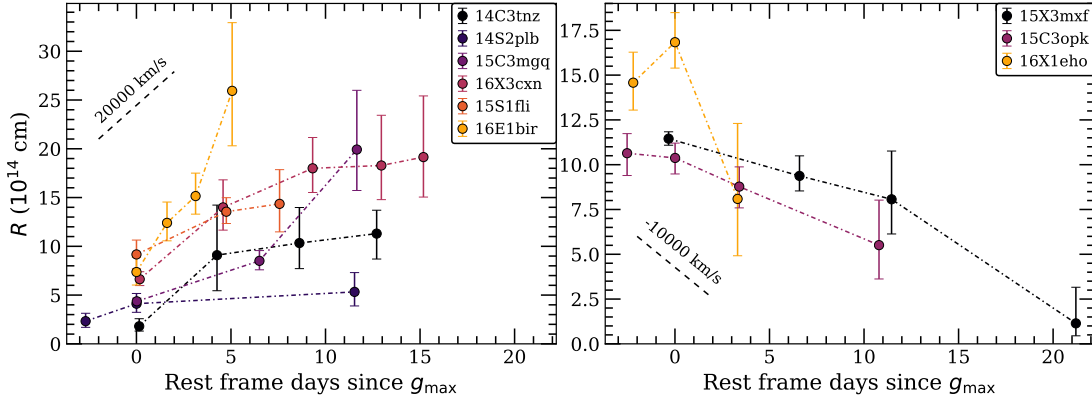 14C3tnz
14S2plb
15C3mgq
16X3cxn
15S1fli
16E1bir
20000 km/s
R (10^14 cm)
0
5
10
15
20
25
30
0 5 10 15 20
Rest frame days since g_max
15X3mxf
15C3opk
16X1eho
-10000 km/s
0.0
2.5
5.0
7.5
10.0
12.5
15.0
17.5
0 5 10 15 20
Rest frame days since g_max